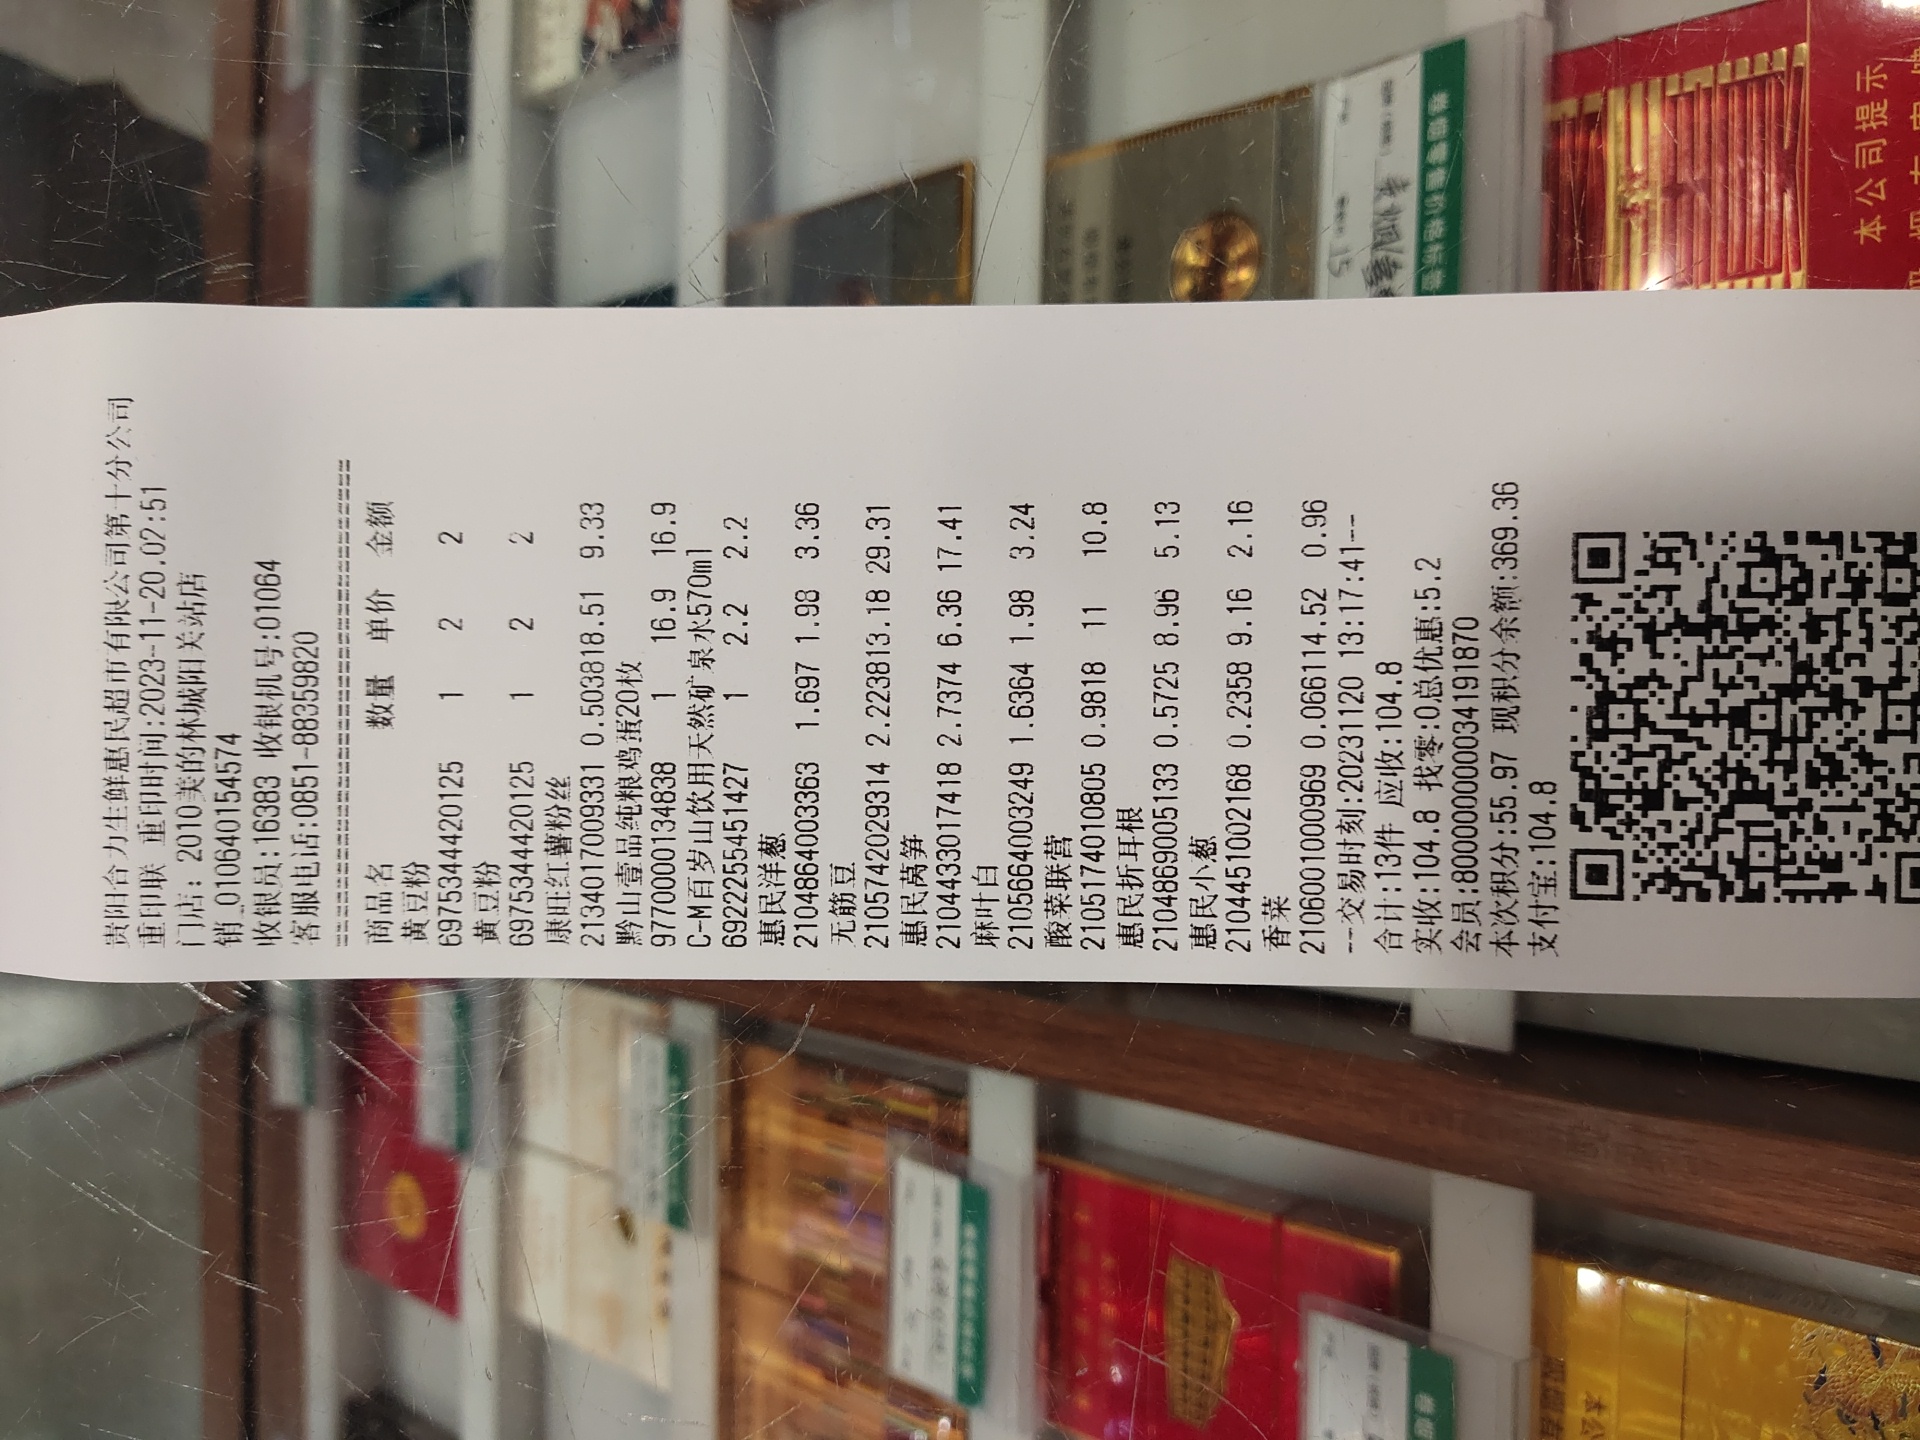 贵阳合力生鲜惠民超市有限公司第十分公司
重印联 重印时间:2023-11-20.02:51
门店: 2010美的林城阳关站店
销_010640154574
收银员:16383 收银机号:01064
客服电话:0851-88359820
商品名 数量 单价 金额
黄豆粉
6975344420125 1 2 2
黄豆粉
6975344420125 1 2 2
康旺红薯粉丝
2134017009331 0.503818.51 9.33
黔山壹品纯粮鸡蛋20枚
9770000134838 1 16.9 16.9
C-M百岁山饮用天然矿泉水570ml
6922255451427 1 2.2 2.2
惠民洋葱
2104864003363 1.697 1.98 3.36
无筋豆
2105742029314 2.223813.18 29.31
惠民莴笋
2104433017418 2.7374 6.36 17.41
麻叶白
2105664003249 1.6364 1.98 3.24
酸菜联营
2105174010805 0.9818 11 10.8
惠民折耳根
2104869005133 0.5725 8.96 5.13
惠民小葱
2104451002168 0.2358 9.16 2.16
香菜
2106001000969 0.066114.52 0.96
--交易时刻:20231120 13:17:41--
合计:13件 应收:104.8
实收:104.8 找零:0总优惠:5.2
会员:8000000003419187​0
本次积分:55.97 现积分余额:369.36
支付宝:104.8
本公司提示